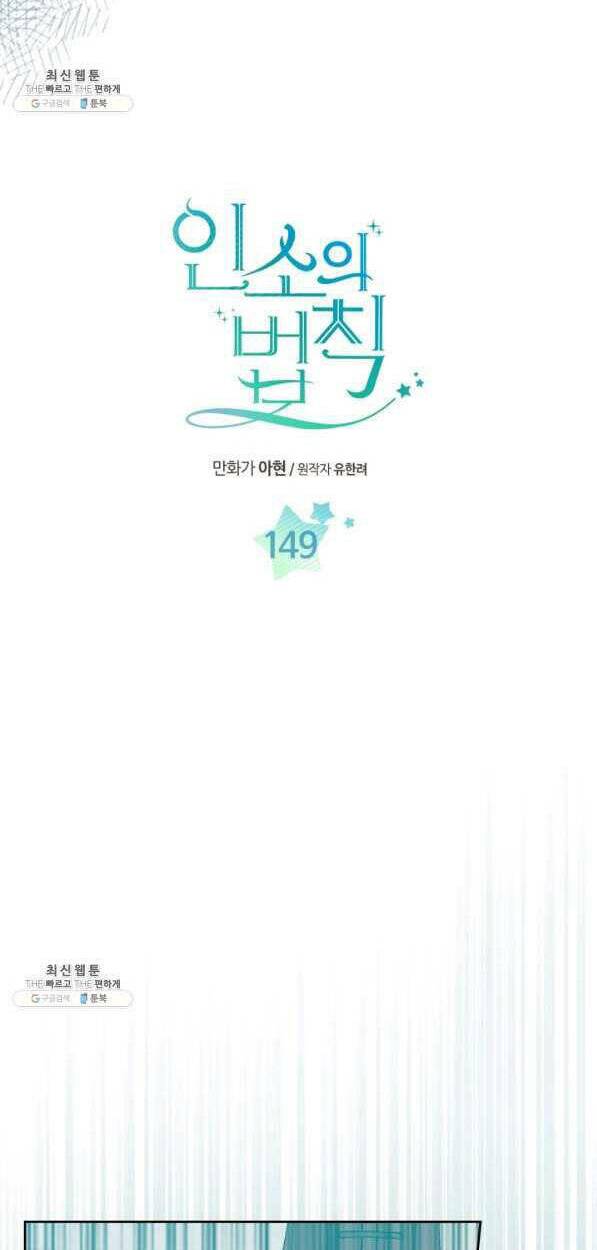 최신웹툰
THE 빠르고 THE 편하게
G 구글검색 툰북
인소의
법칙
만화가 아현 / 원작자 유한려
149
최신웹툰
THE 빠르고 THE 편하게
G 구글검색 툰북